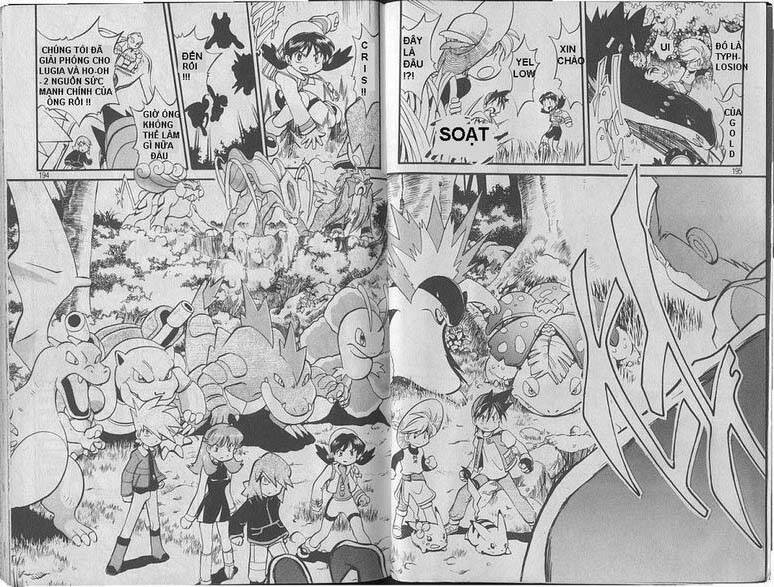 CHÚNG TÔI ĐÃ
GIẢI PHÓNG CHO
LUGIA VÀ HO-OH
- 2 NGUỒN SỨC
MẠNH CHÍNH CỦA
ÔNG RỒI !!
GIỜ ÔNG
KHÔNG
THỂ LÀM
GÌ NỮA
ĐÂU
ĐẾN
RỒI
!!!
CRIS!!
194
ĐÂY
LÀ
ĐÂU
!?!
YEL
LOW
XIN
CHÀO
SOẠT
UI
ĐÓ LÀ
TYPH-
LOSION
CỦA
GOLD
195